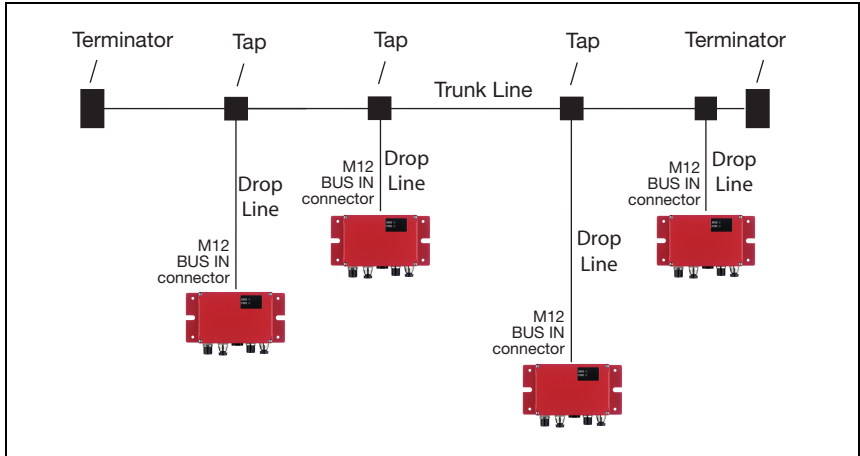 Terminator
Tap
Tap
Tap
Terminator
Trunk Line
M12
BUS IN
connector
Drop
Line
M12
BUS IN
connector
Drop
Line
M12
BUS IN
connector
Drop
Line
M12
BUS IN
connector
Drop
Line